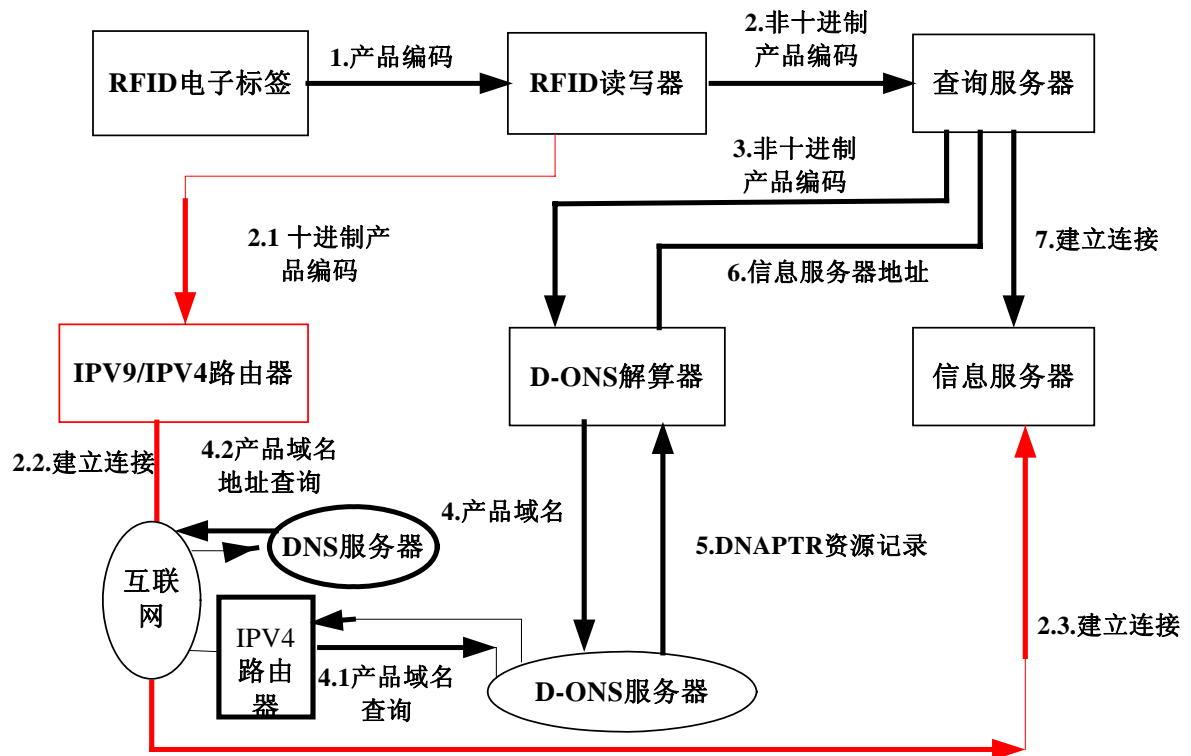 RFID电子标签
1.产品编码
RFID读写器
2.非十进制
产品编码
查询服务器
3.非十进制
产品编码
2.1 十进制产
品编码
6.信息服务器地址
7.建立连接
IPV9/IPV4路由器
D-ONS解算器
信息服务器
2.2.建立连接
4.2产品域名
地址查询
4.产品域名
DNS服务器
5.DNAPTR资源记录
互联
网
IPV4
路由
器
4.1产品域名
查询
D-ONS服务器
2.3.建立连接